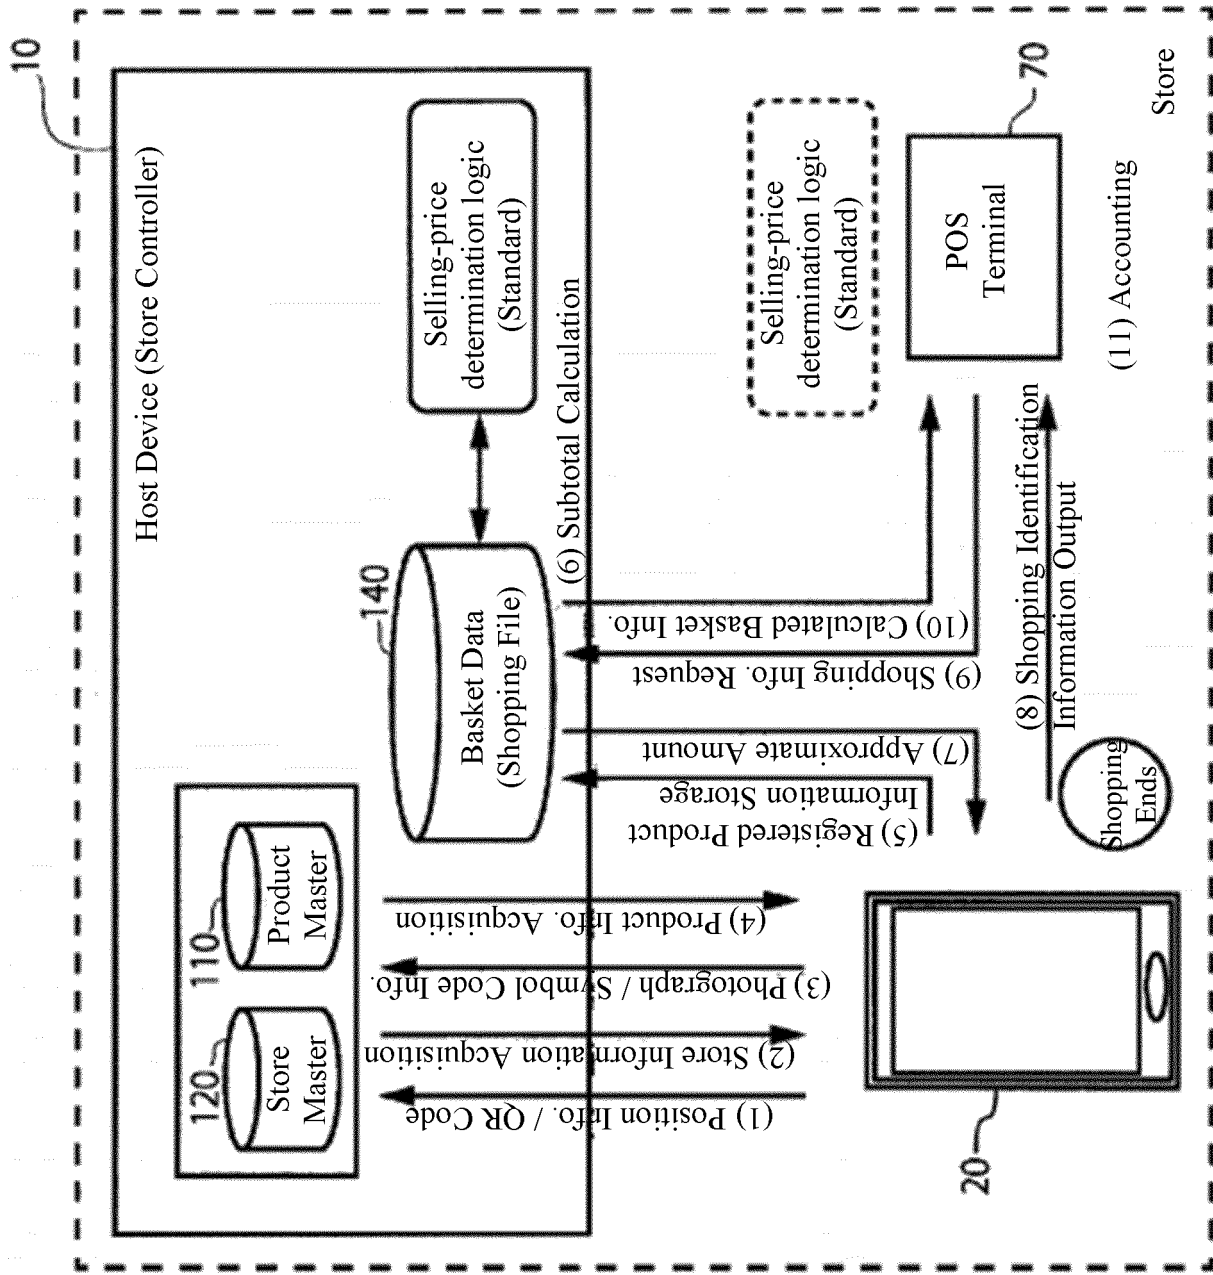 10
Host Device (Store Controller)
120
Store
Master
110
Product
Master
140
Basket Data
(Shopping File)
Selling-price
determination logic
(Standard)
(6) Subtotal Calculation
(1) Position Info. / QR Code
(2) Store Information Acquisition
(3) Photograph / Symbol Code Info.
(4) Product Info. Acquisition
(5) Registered Product
Information Storage
(7) Approximate Amount
(9) Shopping Info. Request
(10) Calculated Basket Info.
Selling-price
determination logic
(Standard)
20
Shopping
Ends
(8) Shopping Identification
Information Output
POS
Terminal
70
(11) Accounting
Store